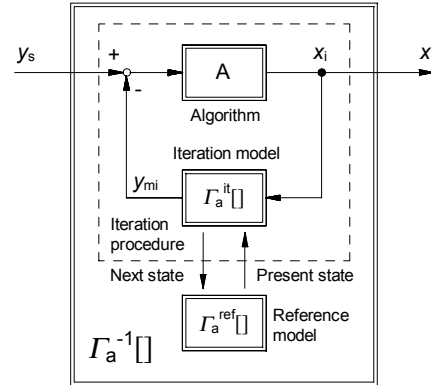 y_s + x_i x
A
-
Algorithm
Iteration model
y_mi
Γ_a^it[]
Iteration
procedure
Next state Present state
Γ_a^ref[] Reference
model
Γ_a^-1[]